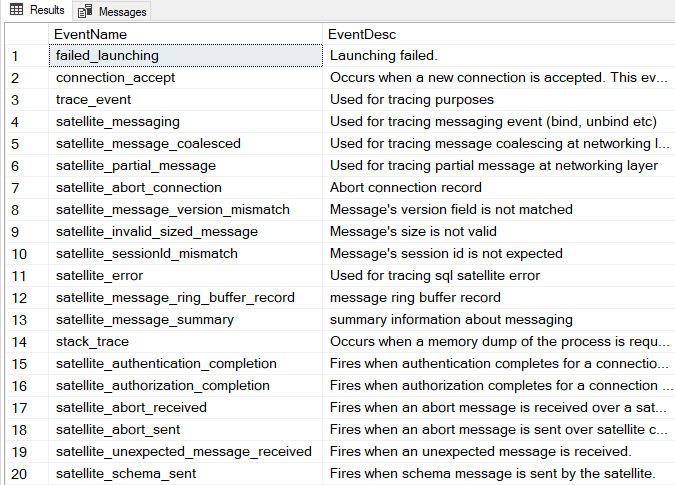 Results Messages
EventName EventDesc
1 failed_launching Launching failed.
2 connection_accept Occurs when a new connection is accepted. This ev...
3 trace_event Used for tracing purposes
4 satellite_messaging Used for tracing messaging event (bind, unbind etc)
5 satellite_message_coalesced Used for tracing message coalescing at networking l...
6 satellite_partial_message Used for tracing partial message at networking layer
7 satellite_abort_connection Abort connection record
8 satellite_message_version_mismatch Message's version field is not matched
9 satellite_invalid_sized_message Message's size is not valid
10 satellite_sessionId_mismatch Message's session id is not expected
11 satellite_error Used for tracing sql satellite error
12 satellite_message_ring_buffer_record message ring buffer record
13 satellite_message_summary summary information about messaging
14 stack_trace Occurs when a memory dump of the process is requ...
15 satellite_authentication_completion Fires when authentication completes for a connectio...
16 satellite_authorization_completion Fires when authorization completes for a connection ...
17 satellite_abort_received Fires when an abort message is received over a sat...
18 satellite_abort_sent Fires when an abort message is sent over satellite c...
19 satellite_unexpected_message_received Fires when an unexpected message is received.
20 satellite_schema_sent Fires when schema message is sent by the satellite.